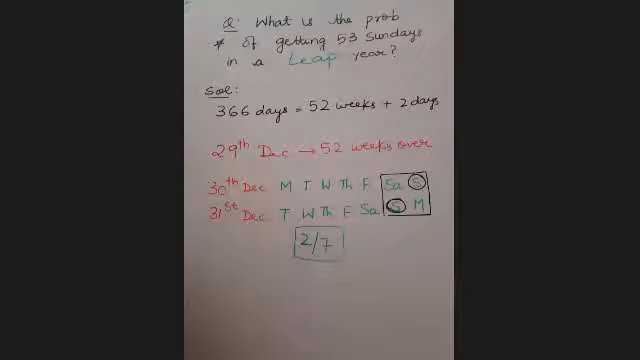 Q: What is the prob
* of getting 53 Sundays
in a Leap year?
Sol:
366 days = 52 weeks + 2 days
29th Dec → 52 weeks over
30th Dec M T W Th F Sa S
31st Dec T W Th F Sa S M
2/7